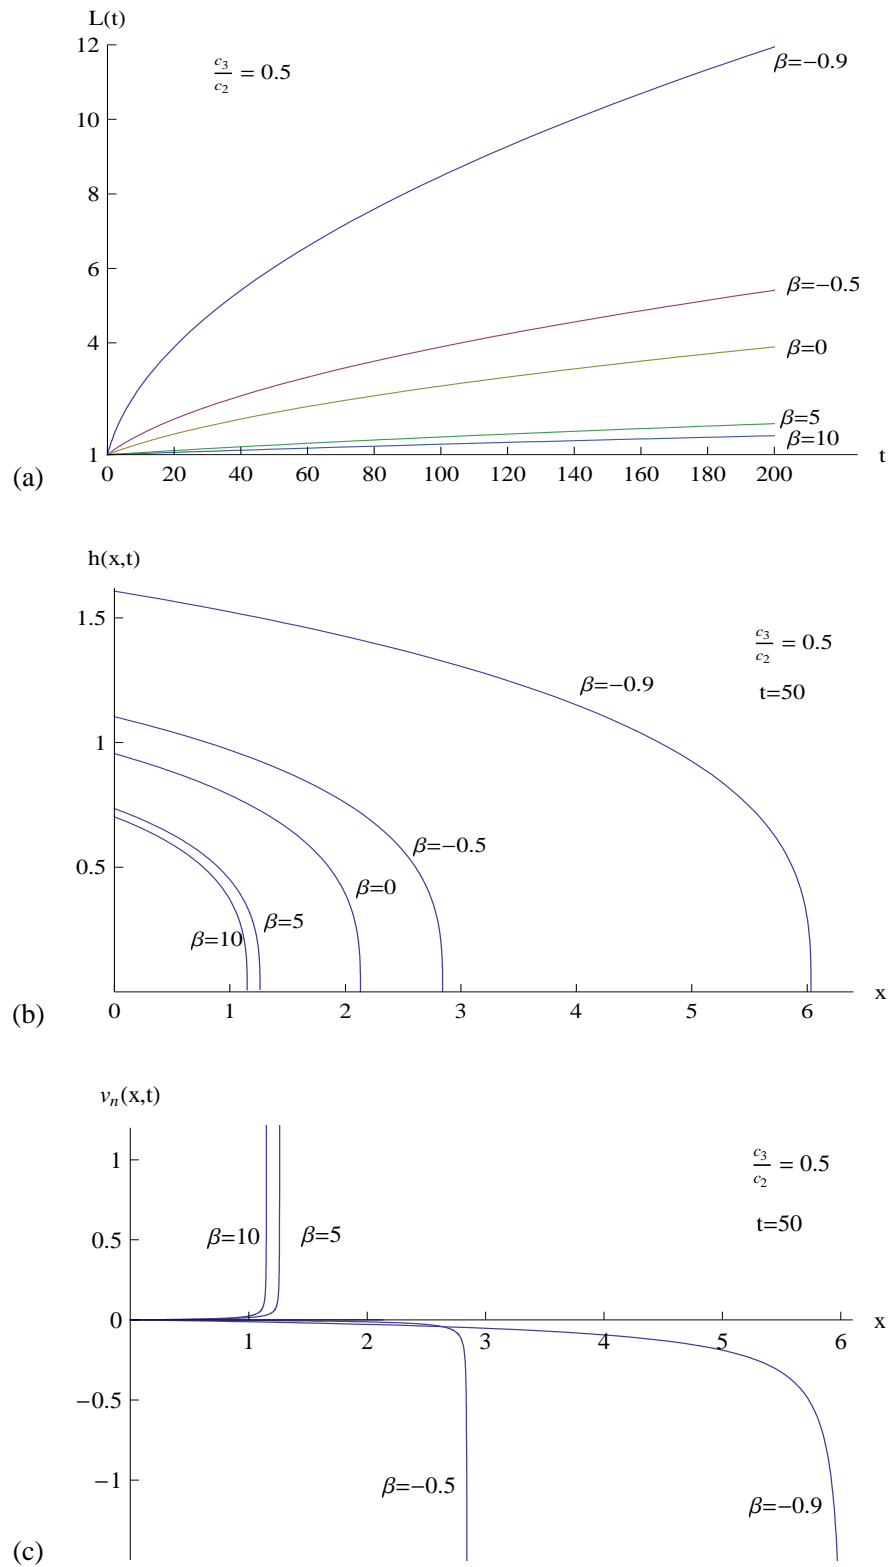 L(t)
12
10
8
6
4
1
c₃/c₂ = 0.5
β=−0.9
β=−0.5
β=0
β=5
β=10
0 20 40 60 80 100 120 140 160 180 200 t
(a)
h(x,t)
1.5
1
0.5
c₃/c₂ = 0.5
t=50
β=−0.9
β=−0.5
β=0
β=5
β=10
0 1 2 3 4 5 6 x
(b)
vₙ(x,t)
1
0.5
0
−0.5
−1
c₃/c₂ = 0.5
t=50
β=10
β=5
1 2 3 4 5 6 x
β=−0.5
β=−0.9
(c)